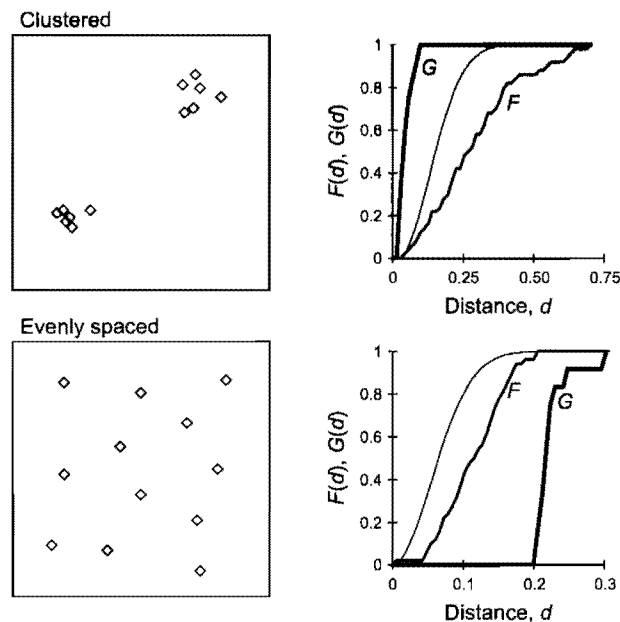 Clustered
F(d), G(d)
1
0.8
0.6
0.4
0.2
0
G
F
0 0.25 0.50 0.75
Distance, d
Evenly spaced
F(d), G(d)
1
0.8
0.6
0.4
0.2
0
F
G
0 0.1 0.2 0.3
Distance, d